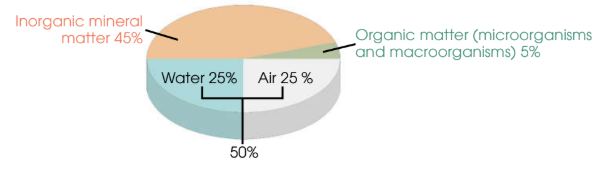 Inorganic mineral
matter 45%
Organic matter (microorganisms
and macroorganisms) 5%
Water 25%
Air 25 %
50%